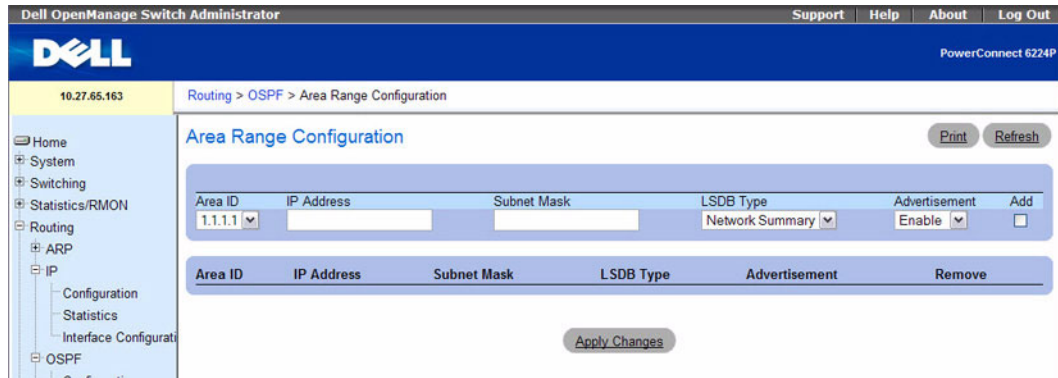 Dell OpenManage Switch Administrator
Support Help About Log Out
DELL
PowerConnect 6224P
10.27.65.163
Routing > OSPF > Area Range Configuration
Home
System
Switching
Statistics/RMON
Routing
ARP
IP
Configuration
Statistics
Interface Configurati
OSPF
Area Range Configuration
Print Refresh
Area ID IP Address Subnet Mask LSDB Type Advertisement Add
1.1.1.1 Network Summary Enable
Area ID IP Address Subnet Mask LSDB Type Advertisement Remove
Apply Changes